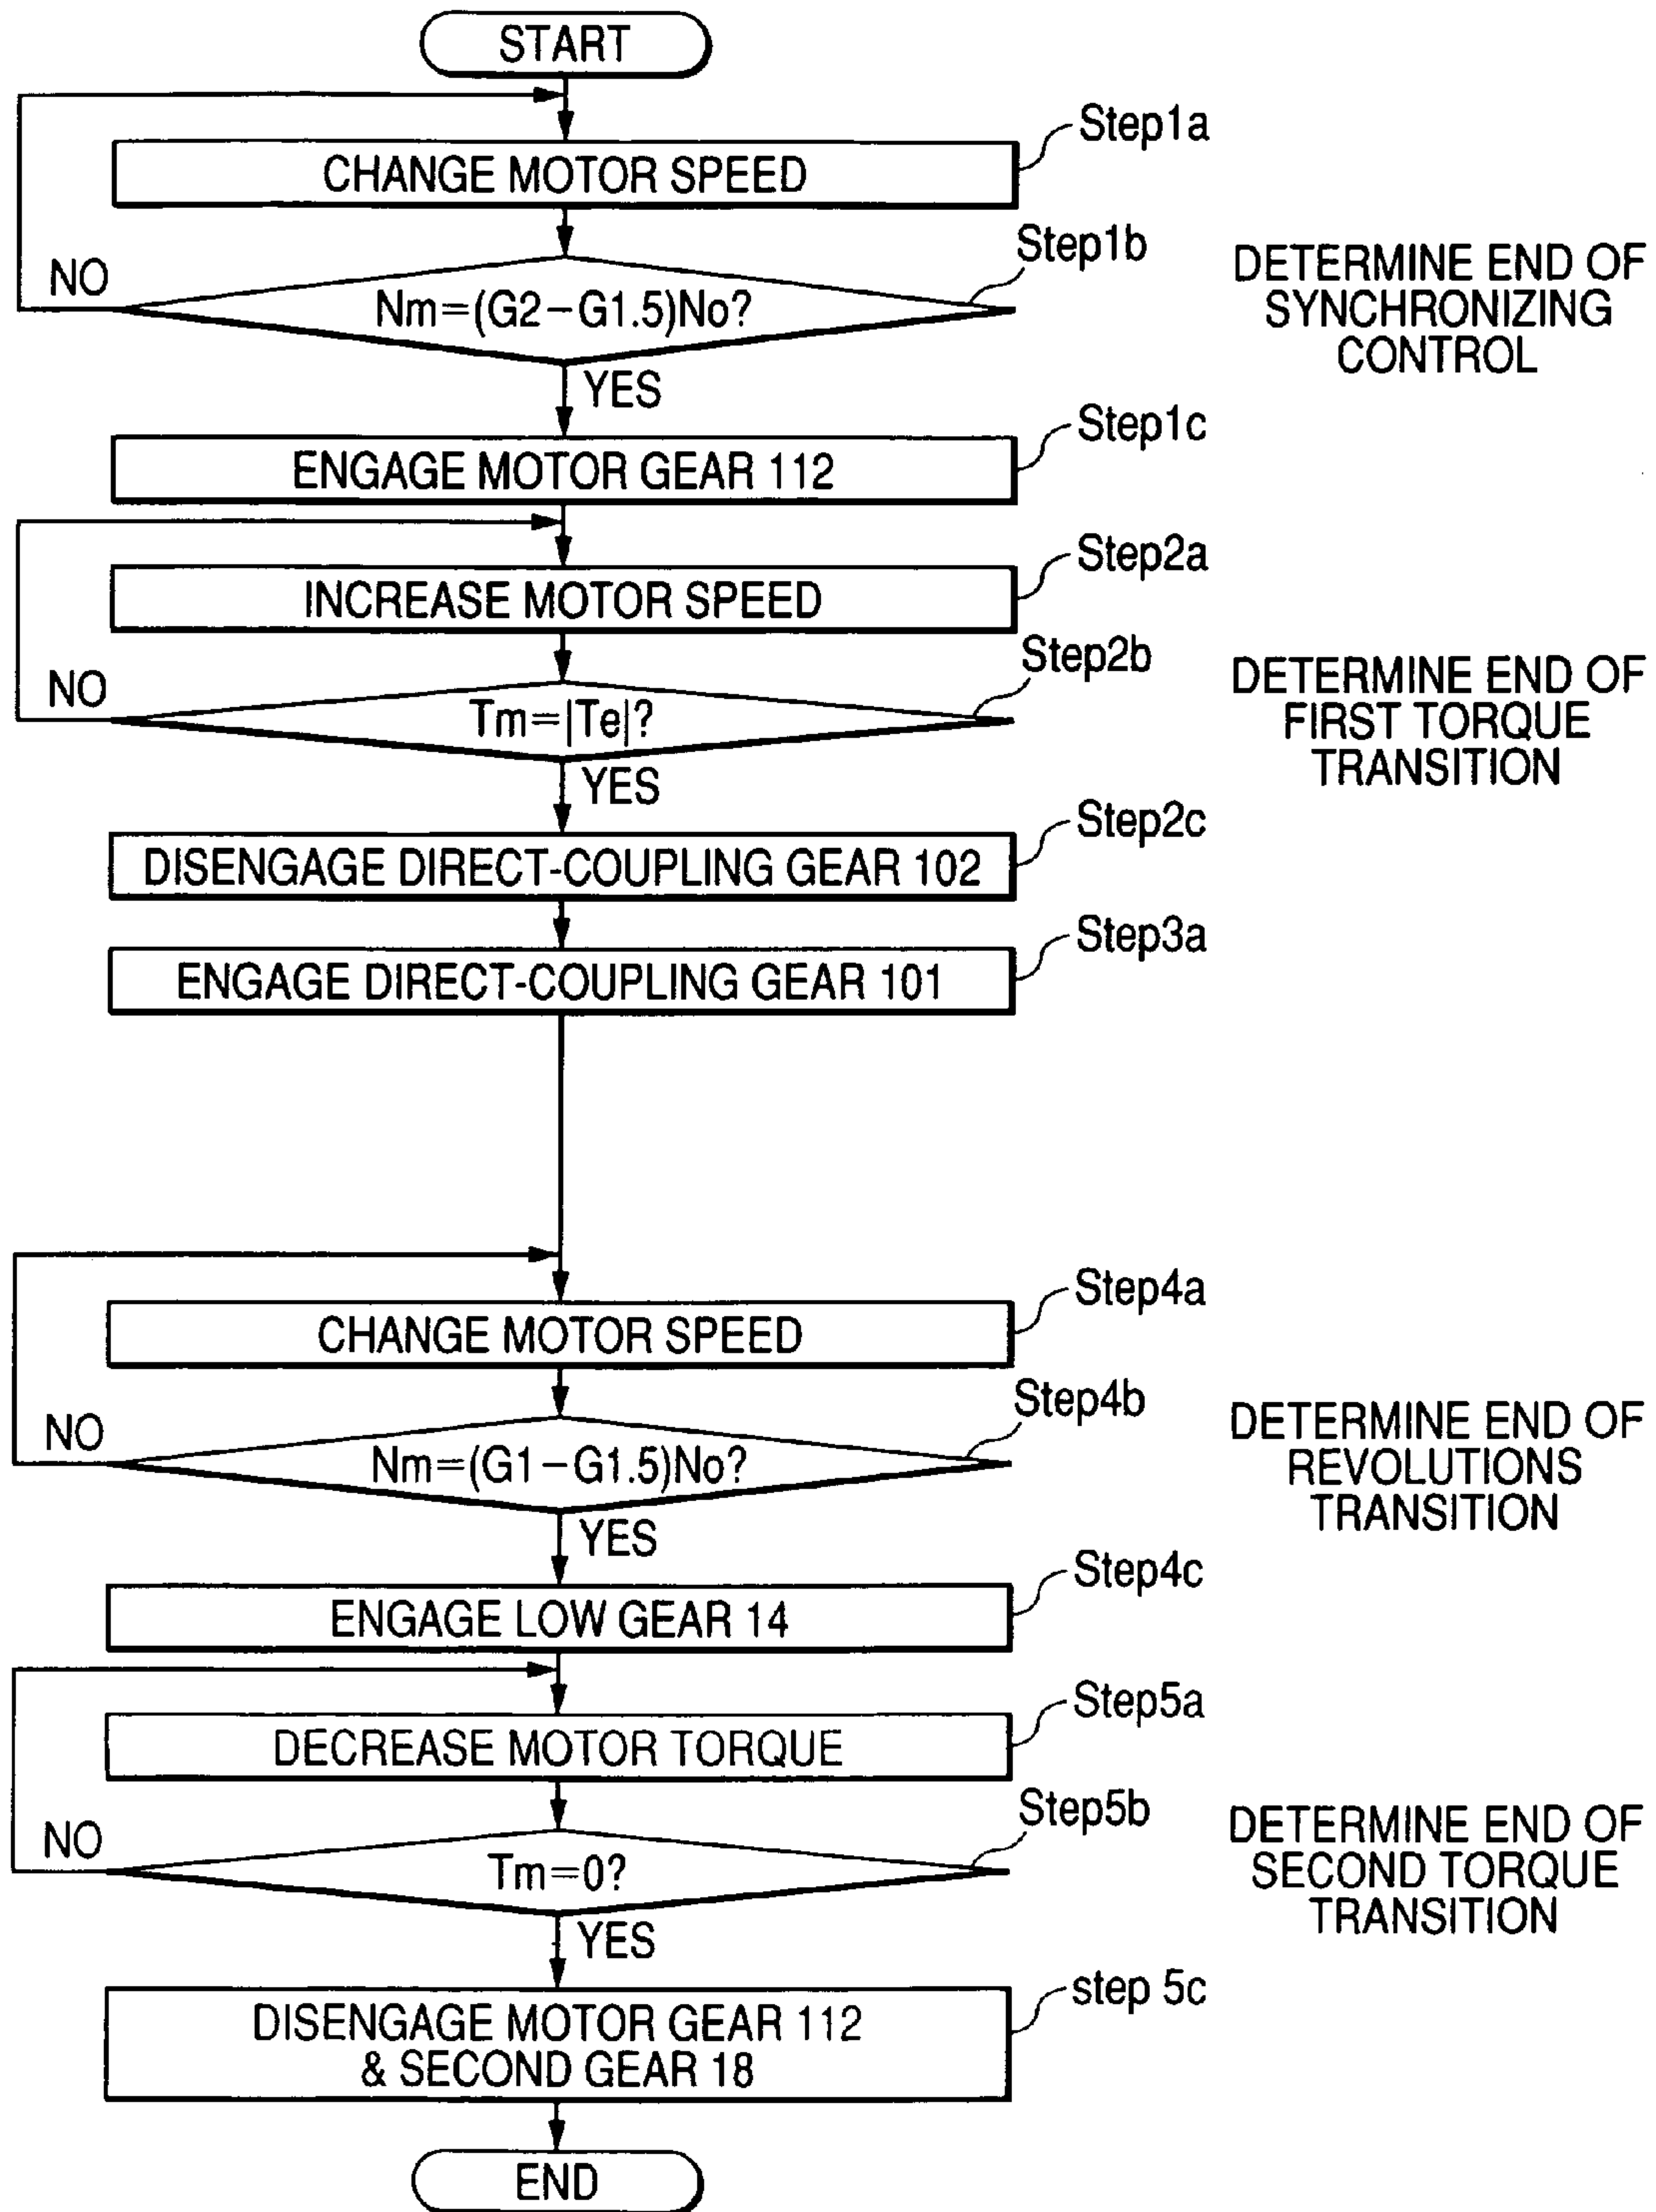 START
Step1a
CHANGE MOTOR SPEED
Step1b
NO
Nm=(G2-G1.5)No?
DETERMINE END OF
SYNCHRONIZING
CONTROL
YES
Step1c
ENGAGE MOTOR GEAR 112
Step2a
INCREASE MOTOR SPEED
Step2b
NO
Tm=|Te|?
DETERMINE END OF
FIRST TORQUE
TRANSITION
YES
Step2c
DISENGAGE DIRECT-COUPLING GEAR 102
Step3a
ENGAGE DIRECT-COUPLING GEAR 101
Step4a
CHANGE MOTOR SPEED
Step4b
NO
Nm=(G1-G1.5)No?
DETERMINE END OF
REVOLUTIONS
TRANSITION
YES
Step4c
ENGAGE LOW GEAR 14
Step5a
DECREASE MOTOR TORQUE
Step5b
NO
Tm=0?
DETERMINE END OF
SECOND TORQUE
TRANSITION
YES
step 5c
DISENGAGE MOTOR GEAR 112
& SECOND GEAR 18
END